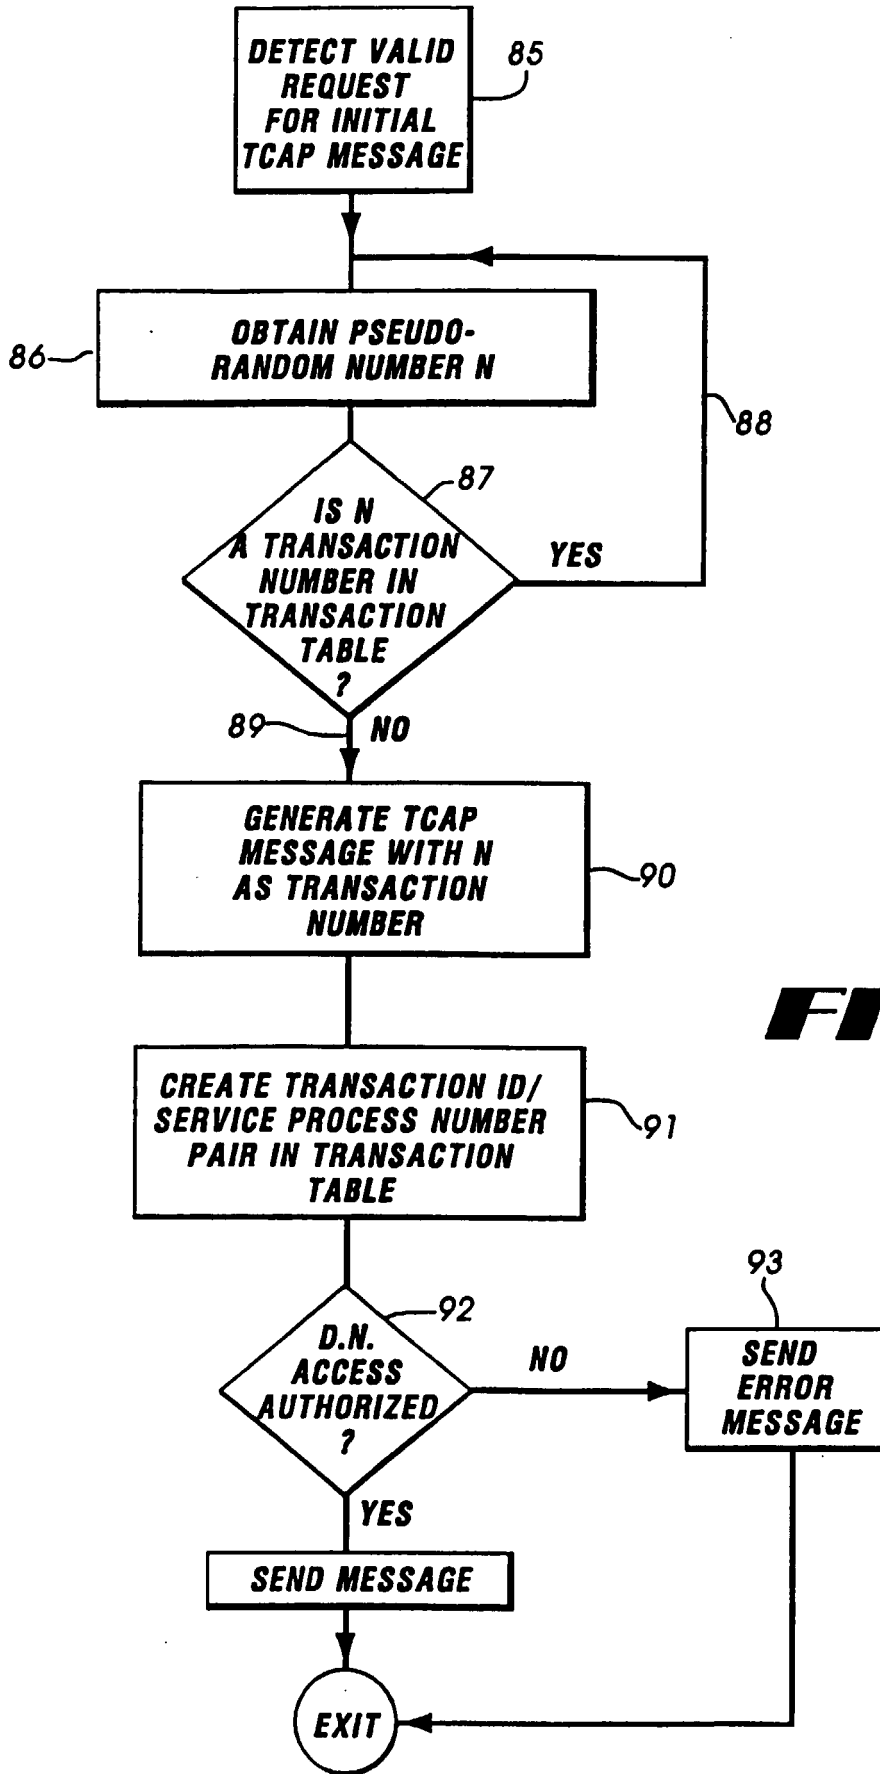 DETECT VALID
REQUEST
FOR INITIAL
TCAP MESSAGE
85
OBTAIN PSEUDO-
RANDOM NUMBER N
86
88
87
IS N
A TRANSACTION
NUMBER IN
TRANSACTION
TABLE
?
YES
89
NO
GENERATE TCAP
MESSAGE WITH N
AS TRANSACTION
NUMBER
90
FI
CREATE TRANSACTION ID/
SERVICE PROCESS NUMBER
PAIR IN TRANSACTION
TABLE
91
92
D.N.
ACCESS
AUTHORIZED
?
NO
93
SEND
ERROR
MESSAGE
YES
SEND MESSAGE
EXIT